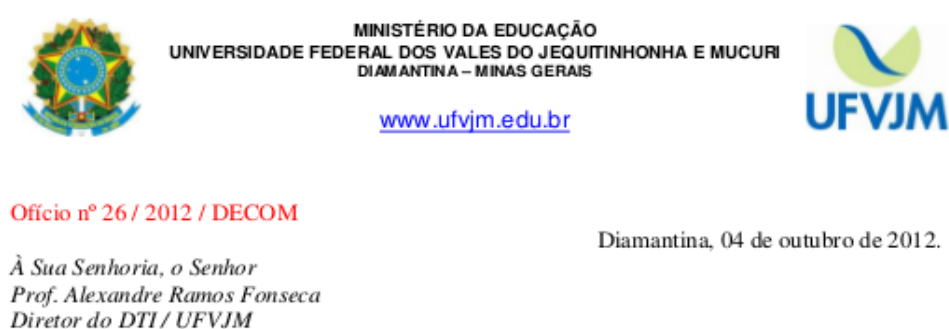 MINISTÉRIO DA EDUCAÇÃO
UNIVERSIDADE FEDERAL DOS VALES DO JEQUITINHONHA E MUCURI
DIAMANTINA – MINAS GERAIS
www.ufvjm.edu.br
UFVJM
Ofício nº 26 / 2012 / DECOM
Diamantina, 04 de outubro de 2012.
À Sua Senhoria, o Senhor
Prof. Alexandre Ramos Fonseca
Diretor do DTI / UFVJM